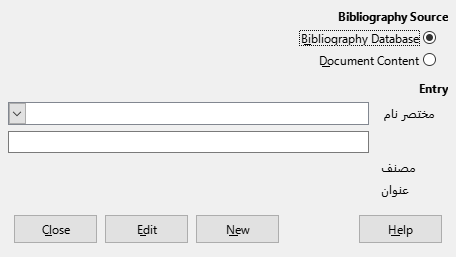 Bibliography Source
Bibliography Database
Document Content
Entry
مختصر نام
مصنف
عنوان
Close Edit New Help